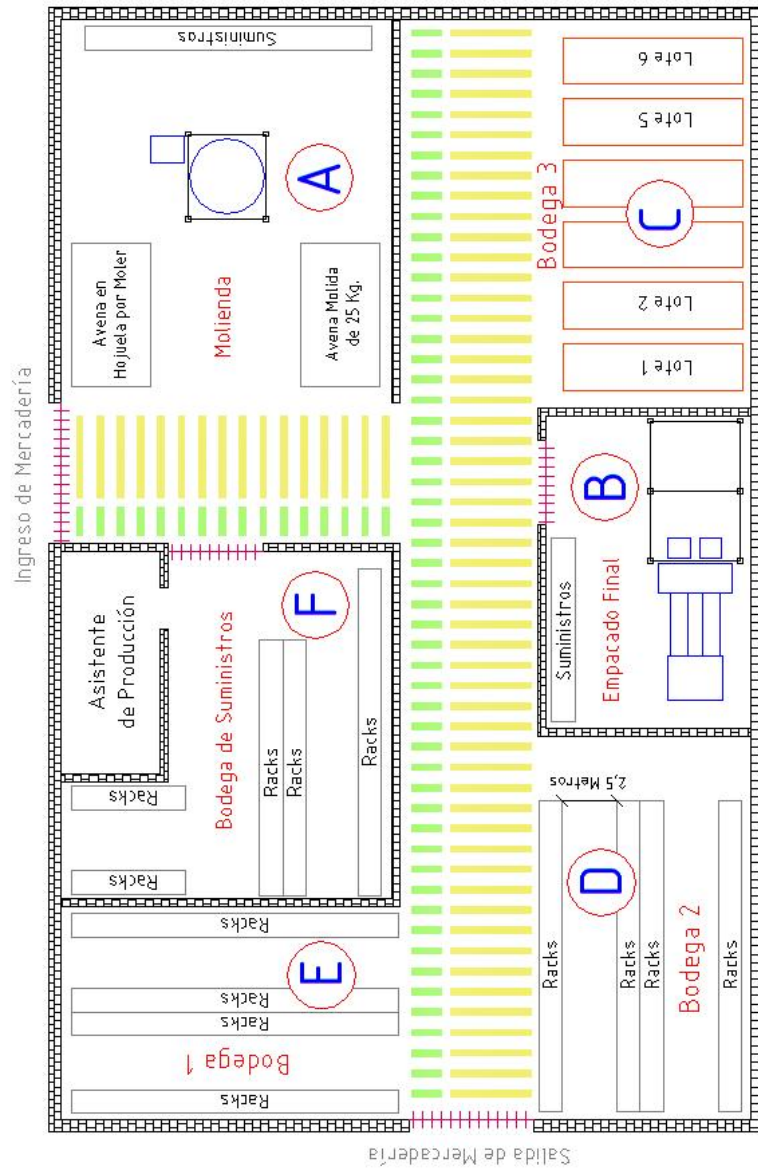 Ingreso de Mercadería
Suministros
A
Avena en
Hojuela por Moler
Molienda
Avena Molida
de 25 Kg.
Lote 6
Lote 5
Bodega 3
C
Lote 2
Lote 1
Asistente
de Producción
F
Bodega de Suministros
Racks
Racks
Racks
Racks
Racks
B
Suministros
Empacado Final
Racks
E
Racks
Racks
Bodega 1
Racks
2,5 Metros
D
Racks
Racks
Racks
Bodega 2
Racks
Salida de Mercadería